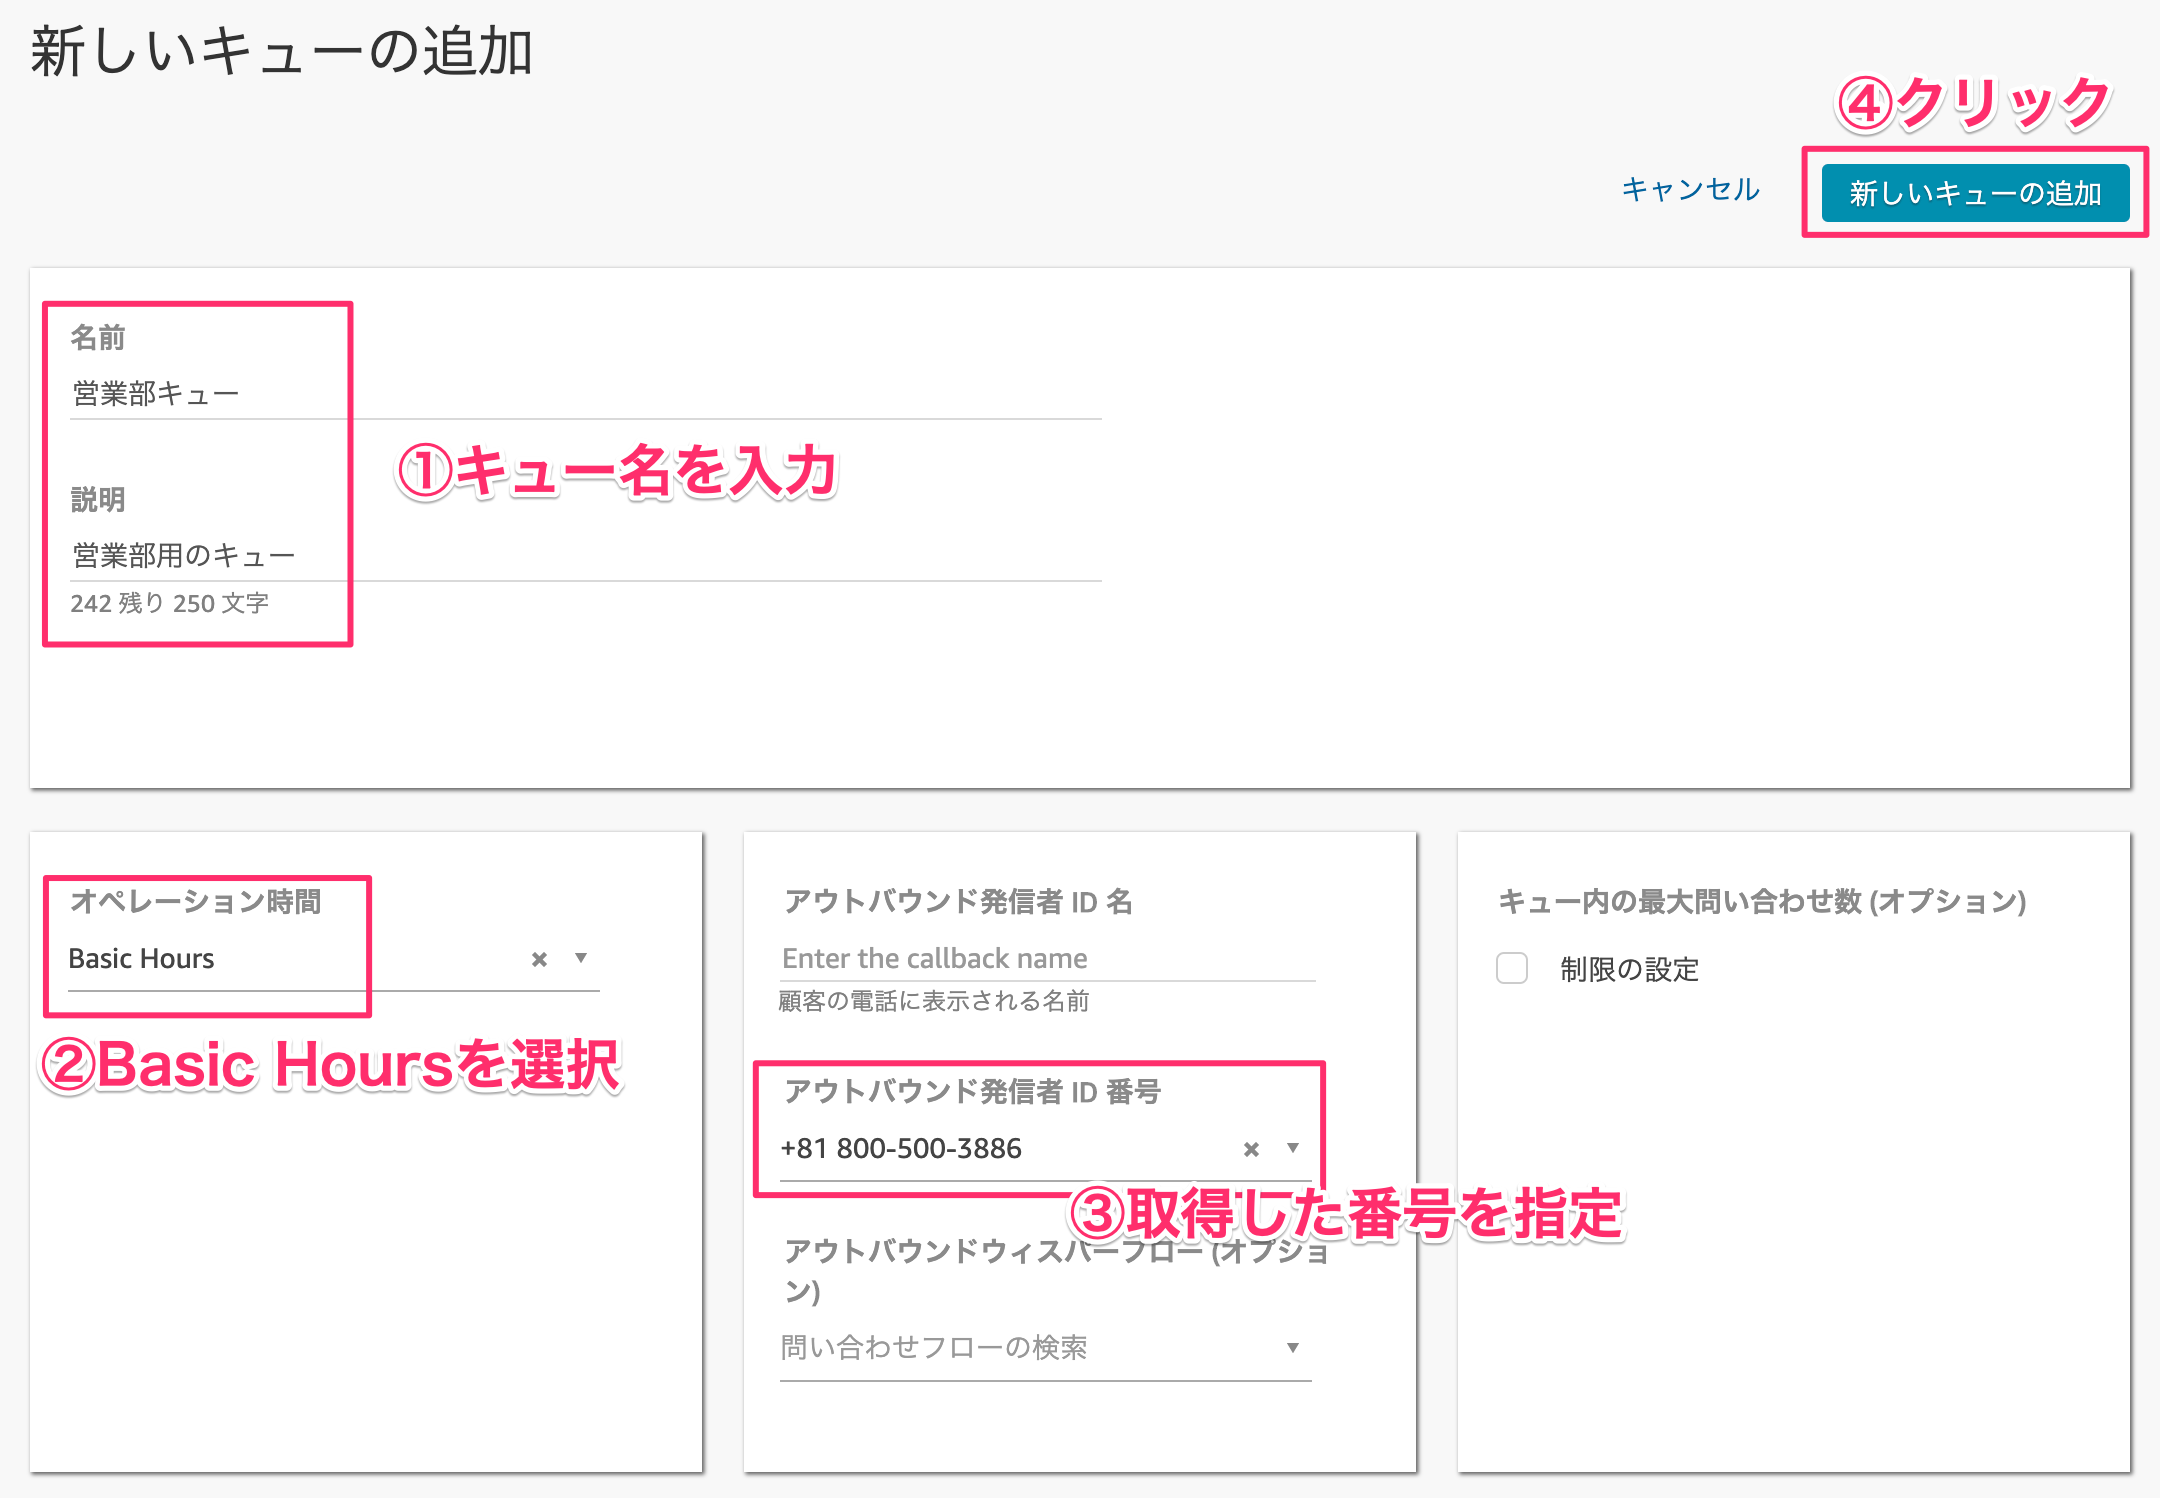 新しいキューの追加
④クリック
キャンセル
新しいキューの追加
名前
営業部キュー
①キュー名を入力
説明
営業部用のキュー
242 残り 250 文字
オペレーション時間
Basic Hours
②Basic Hoursを選択
アウトバウンド発信者 ID 名
Enter the callback name
顧客の電話に表示される名前
アウトバウンド発信者 ID 番号
+81 800-500-3886
③取得した番号を指定
アウトバウンドウィスパーフロー (オプショ
ン)
問い合わせフローの検索
キュー内の最大問い合わせ数 (オプション)
制限の設定